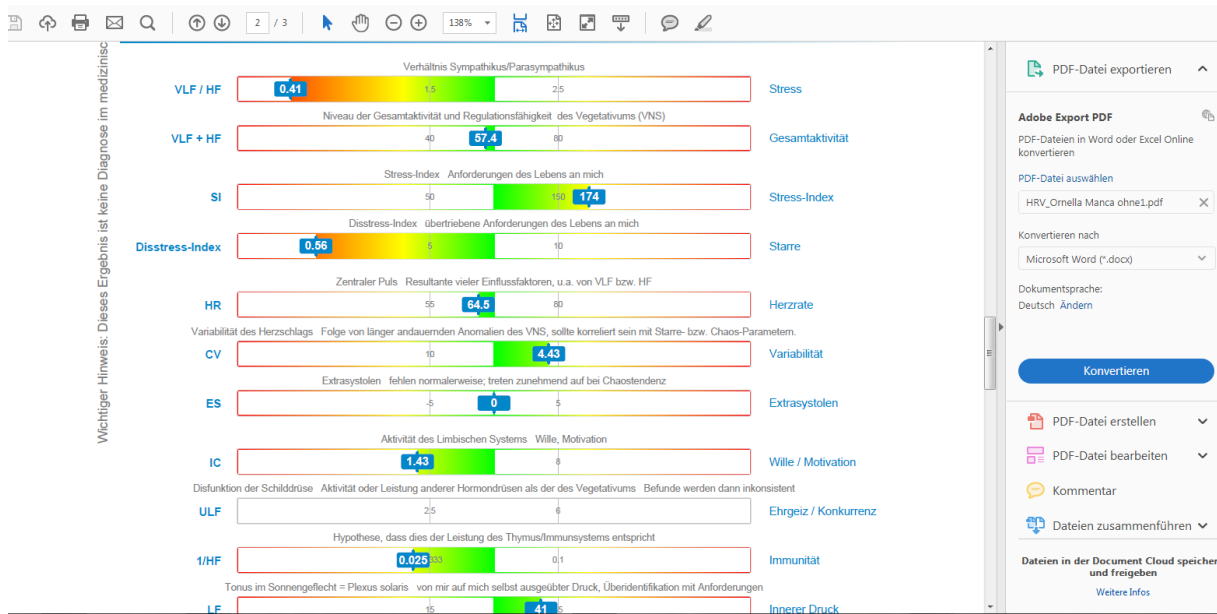 2 / 3
138%
Wichtiger Hinweis: Dieses Ergebnis ist keine Diagnose im medizinisc
Verhältnis Sympathikus/Parasympathikus
VLF / HF 0.41 1.5 2.5 Stress
Niveau der Gesamtaktivität und Regulationsfähigkeit des Vegetativums (VNS)
VLF + HF 40 57.4 80 Gesamtaktivität
Stress-Index Anforderungen des Lebens an mich
SI 50 150 174 Stress-Index
Disstress-Index übertriebene Anforderungen des Lebens an mich
Disstress-Index 0.56 5 10 Starre
Zentraler Puls Resultante vieler Einflussfaktoren, u.a. von VLF bzw. HF
HR 55 64.5 80 Herzrate
Variabilität des Herzschlags Folge von länger andauernden Anomalien des VNS, sollte korreliert sein mit Starre- bzw. Chaos-Parametern.
CV 10 4.43 Variabilität
Extrasystolen fehlen normalerweise; treten zunehmend auf bei Chaostendenz
ES -5 0 5 Extrasystolen
Aktivität des Limbischen Systems Wille, Motivation
IC 1.43 8 Wille / Motivation
Disfunktion der Schilddrüse Aktivität oder Leistung anderer Hormondrüsen als der des Vegetativums Befunde werden dann inkonsistent
ULF 2.5 6 Ehrgeiz / Konkurrenz
Hypothese, dass dies der Leistung des Thymus/Immunsystems entspricht
1/HF 0.025 333 0.1 Immunität
Tonus im Sonnengeflecht = Plexus solaris von mir auf mich selbst ausgeübter Druck, Überidentifikation mit Anforderungen
LF 15 41 5 Innerer Druck
PDF-Datei exportieren
Adobe Export PDF
PDF-Dateien in Word oder Excel Online
konvertieren
PDF-Datei auswählen
HRV_Ornella Manca ohne1.pdf
Konvertieren nach
Microsoft Word (*.docx)
Dokumentsprache:
Deutsch Ändern
Konvertieren
PDF-Datei erstellen
PDF-Datei bearbeiten
Kommentar
Dateien zusammenführen
Dateien in der Document Cloud speicher
und freigeben
Weitere Infos